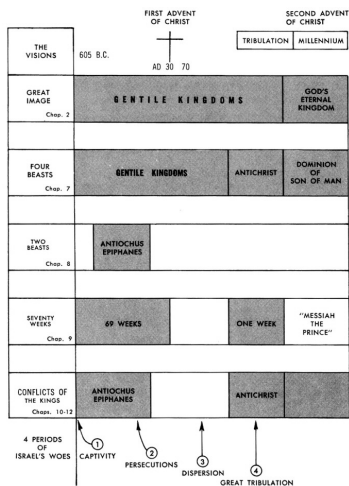 FIRST ADVENT
OF CHRIST
SECOND ADVENT
OF CHRIST
TRIBULATION
MILLENNIUM
THE
VISIONS
605 B.C.
AD 30 70
GREAT
IMAGE
Chap. 2
GENTILE KINGDOMS
GOD'S
ETERNAL
KINGDOM
FOUR
BEASTS
Chap. 7
GENTILE KINGDOMS
ANTICHRIST
DOMINION
OF
SON OF MAN
TWO
BEASTS
Chap. 8
ANTIOCHUS
EPIPHANES
SEVENTY
WEEKS
Chap. 9
69 WEEKS
ONE WEEK
"MESSIAH
THE
PRINCE"
CONFLICTS OF
THE KINGS
Chaps. 10-12
ANTIOCHUS
EPIPHANES
ANTICHRIST
4 PERIODS
OF
ISRAEL'S WOES
1
CAPTIVITY
2
PERSECUTIONS
3
DISPERSION
4
GREAT TRIBULATION